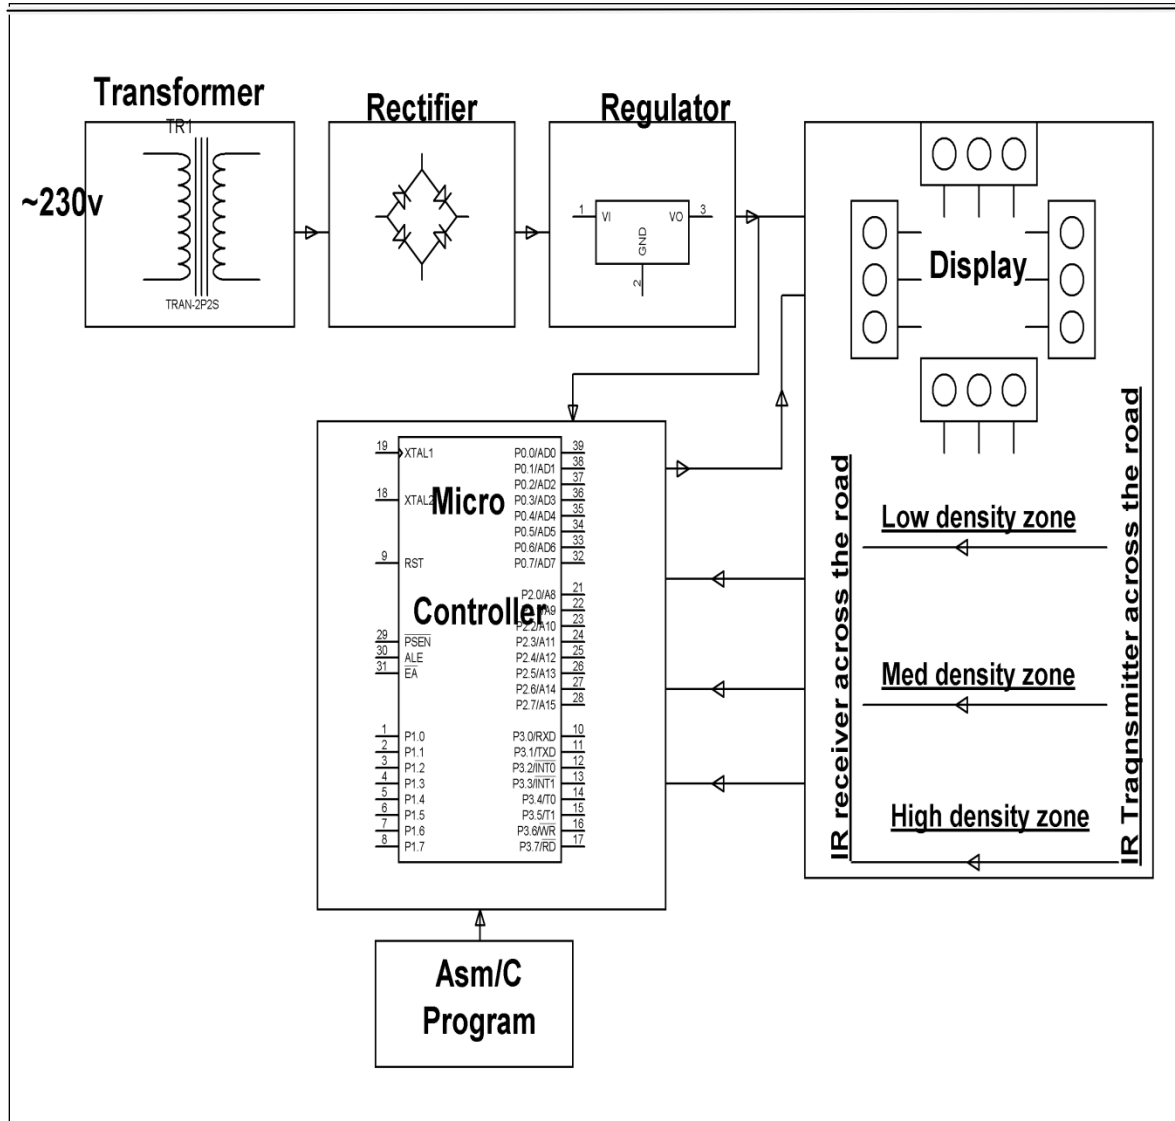 Transformer
Rectifier
Regulator
TR1
~230v
TRAN-2P2S
1
VI
VO
3
GND
2
Display
19
XTAL1
18
XTAL2
9
RST
29
PSEN
30
ALE
31
EA
1
P1.0
2
P1.1
3
P1.2
4
P1.3
5
P1.4
6
P1.5
7
P1.6
8
P1.7
Micro
Controller
P0.0/AD0
39
P0.1/AD1
38
P0.2/AD2
37
P0.3/AD3
36
P0.4/AD4
35
P0.5/AD5
34
P0.6/AD6
33
P0.7/AD7
32
P2.0/A8
21
22
P2.2/A10
23
P2.3/A11
24
P2.4/A12
25
P2.5/A13
26
P2.6/A14
27
P2.7/A15
28
P3.0/RXD
10
P3.1/TXD
11
P3.2/INT0
12
P3.3/INT1
13
P3.4/T0
14
P3.5/T1
15
P3.6/WR
16
P3.7/RD
17
IR receiver across the road
Low density zone
Med density zone
High density zone
IR Traqnsmitter across the road
Asm/C
Program